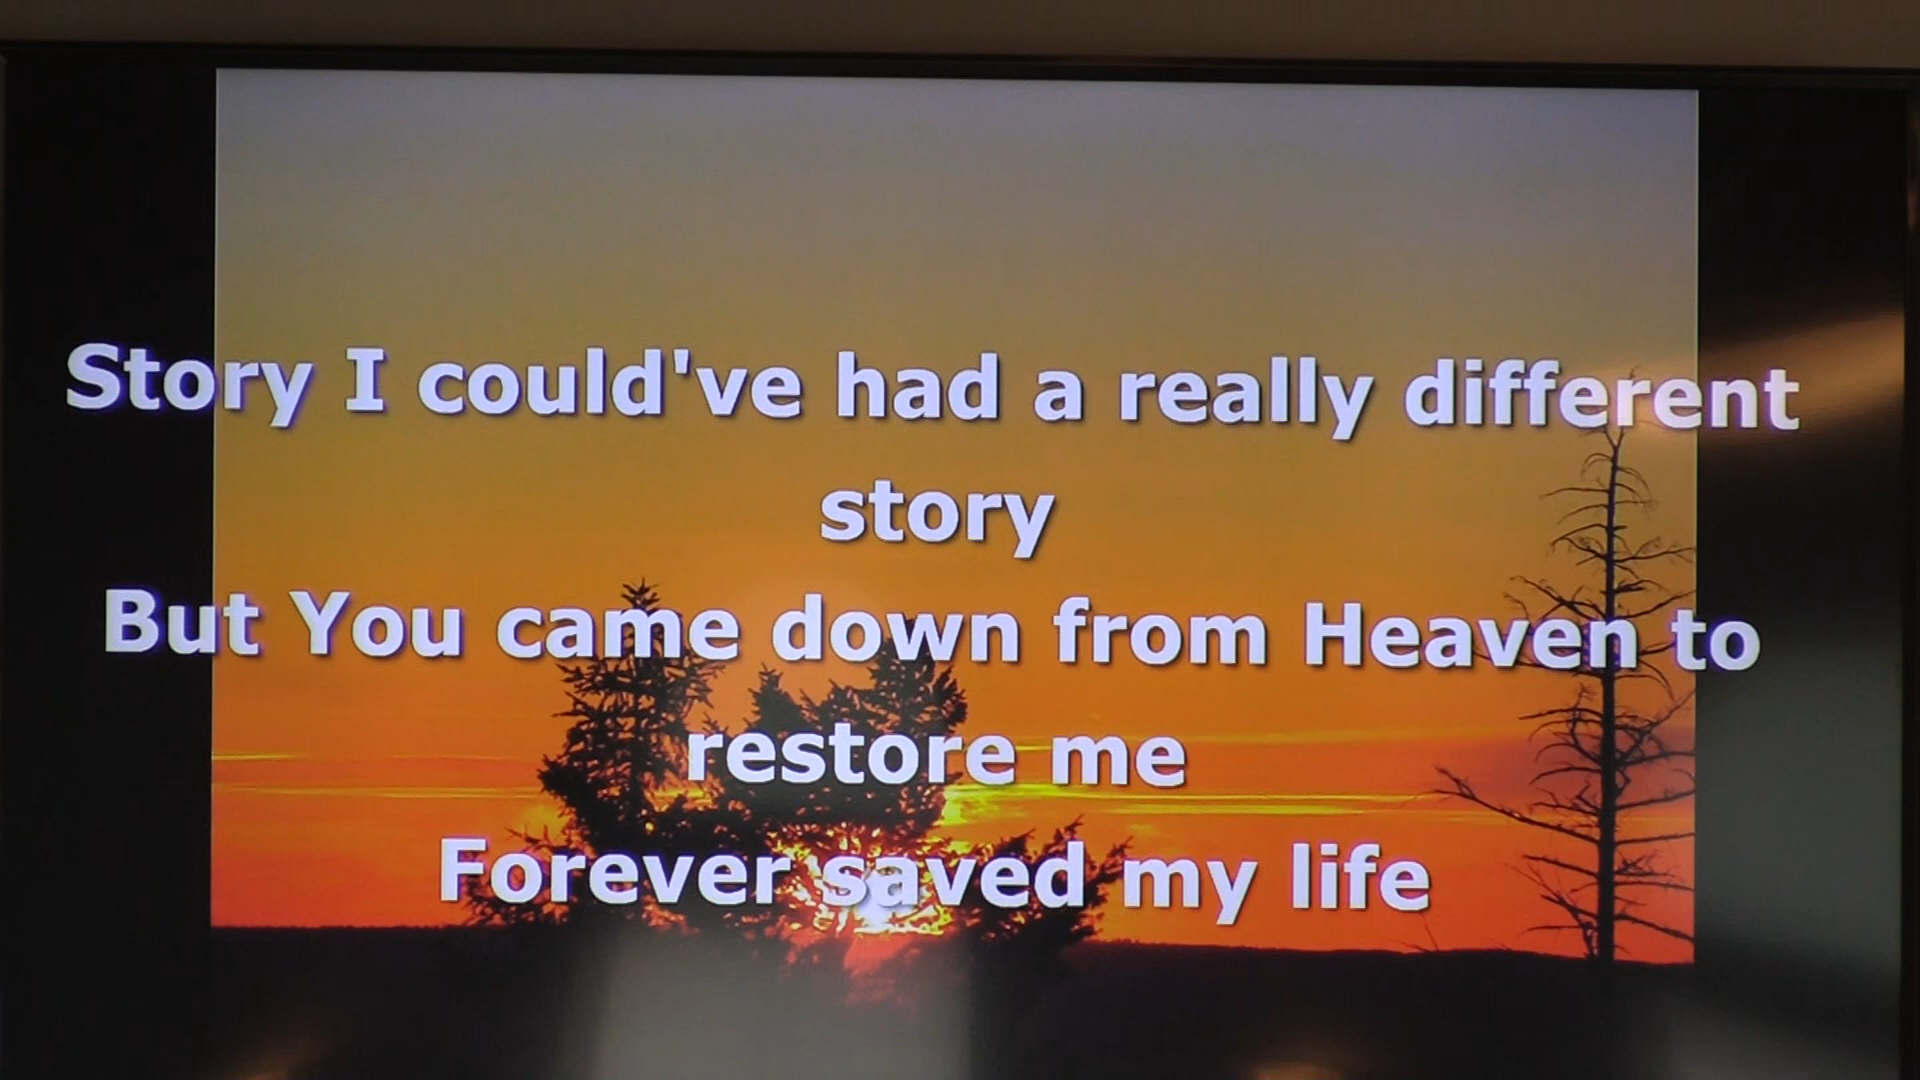 Story I could've had a really different
story
But You came down from Heaven to
restore me
Forever saved my life